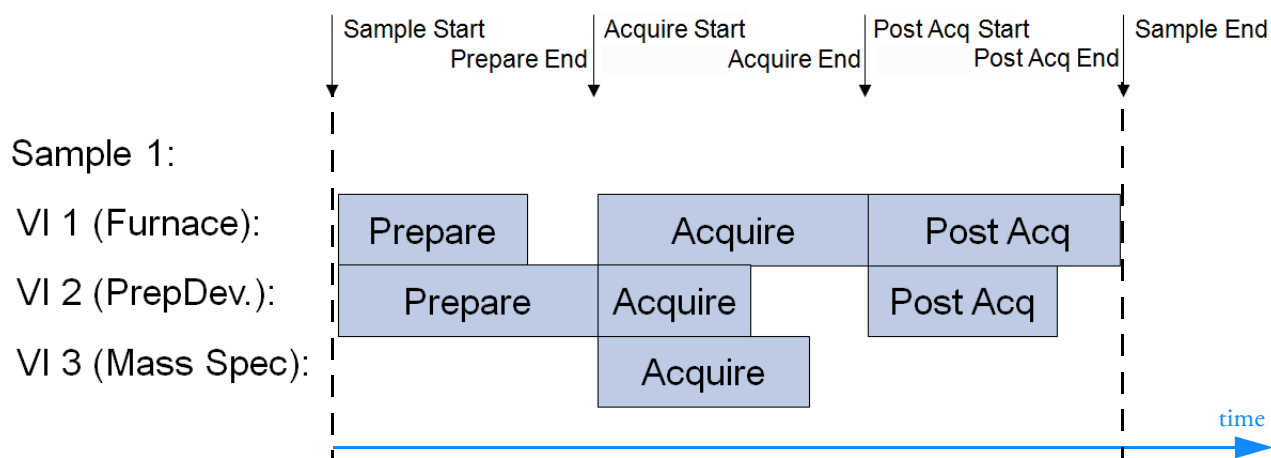 Sample Start
Prepare End
Acquire Start
Acquire End
Post Acq Start
Post Acq End
Sample End
Sample 1:
VI 1 (Furnace):
Prepare
Acquire
Post Acq
VI 2 (PrepDev.):
Prepare
Acquire
Post Acq
VI 3 (Mass Spec):
Acquire
time